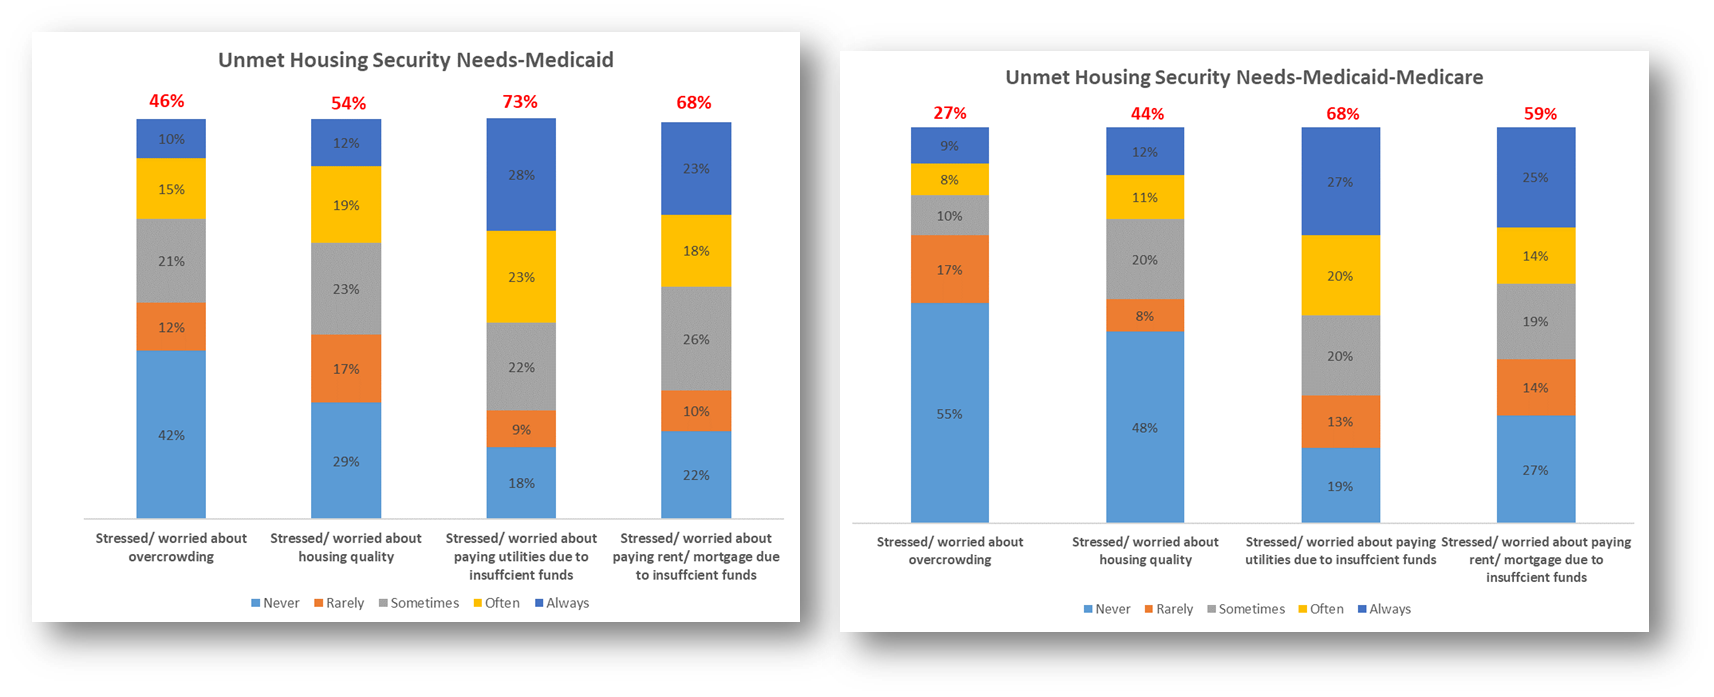 Unmet Housing Security Needs-Medicaid
46%
54%
73%
68%
10%
12%
28%
23%
15%
19%
23%
18%
21%
23%
22%
26%
12%
17%
9%
10%
42%
29%
18%
22%
Stressed/ worried about
overcrowding
Stressed/ worried about
housing quality
Stressed/ worried about
paying utilities due to
insuffcient funds
Stressed/ worried about
paying rent/ mortgage due
to insuffcient funds
Never Rarely Sometimes Often Always
Unmet Housing Security Needs-Medicaid-Medicare
27%
44%
68%
59%
9%
12%
27%
25%
8%
11%
20%
14%
10%
20%
20%
19%
17%
8%
13%
14%
55%
48%
19%
27%
Stressed/ worried about
overcrowding
Stressed/ worried about
housing quality
Stressed/ worried about paying
utilities due to insuffcient funds
Stressed/ worried about paying
rent/ mortgage due to
insuffcient funds
Never Rarely Sometimes Often Always